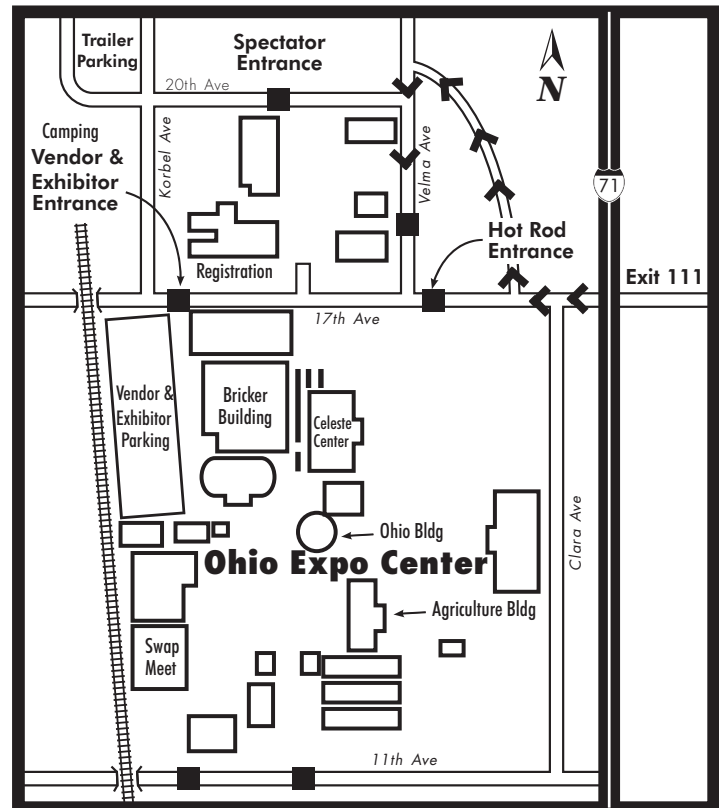 Trailer
Parking
Spectator
Entrance
20th Ave
N
Camping
Vendor &
Exhibitor
Entrance
Korbel Ave
Velma Ave
71
Hot Rod
Entrance
Registration
Exit 111
17th Ave
Vendor &
Exhibitor
Parking
Bricker
Building
Celeste
Center
Ohio Bldg
Ohio Expo Center
Clara Ave
Agriculture Bldg
Swap
Meet
11th Ave